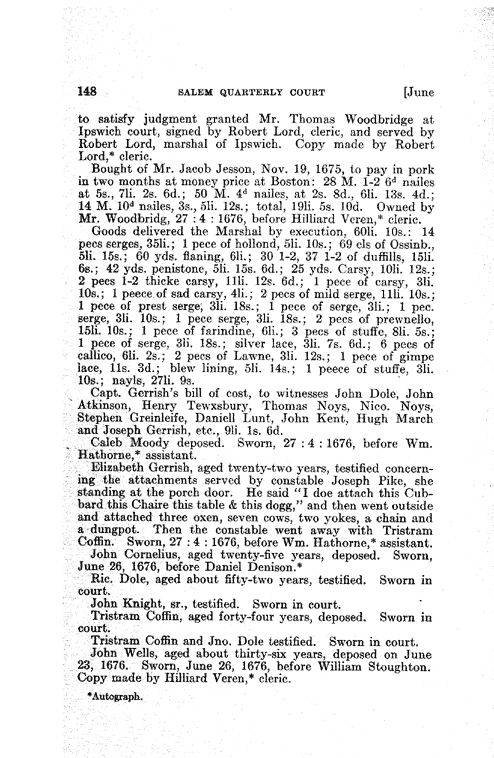 148 SALEM QUARTERLY COURT [June
to satisfy judgment granted Mr. Thomas Woodbridge at
Ipswich court, signed by Robert Lord, cleric, and served by
Robert Lord, marshal of Ipswich. Copy made by Robert
Lord,* cleric.
Bought of Mr. Jacob Jesson, Nov. 19, 1675, to pay in pork
in two months at money price at Boston: 28 M. 1-2 6ᵈ nailes
at 5s., 7li. 2s. 6d.; 50 M. 4ᵈ nailes, at 2s. 8d., 6li. 13s. 4d.;
14 M. 10ᵈ nailes, 3s., 5li. 12s.; total, 19li. 5s. 10d. Owned by
Mr. Woodbridg, 27 : 4 : 1676, before Hilliard Veren,* cleric.
Goods delivered the Marshal by execution, 60li. 10s.: 14
pecs serges, 35li.; 1 pece of hollond, 5li. 10s.; 69 els of Ossinb.,
5li. 15s.; 60 yds. flaning, 6li.; 30 1-2, 37 1-2 of duffills, 15li.
6s.; 42 yds. penistone, 5li. 15s. 6d.; 25 yds. Carsy, 10li. 12s.;
2 pecs 1-2 thicke carsy, 11li. 12s. 6d.; 1 pece of carsy, 3li.
10s.; 1 peece of sad carsy, 4li.; 2 pecs of mild serge, 11li. 10s.;
1 pece of prest serge, 3li. 18s.; 1 pece of serge, 3li.; 1 pec.
serge, 3li. 10s.; 1 pece serge, 3li. 18s.; 2 pecs of prewnello,
15li. 10s.; 1 pece of farindine, 6li.; 3 pecs of stuffe, 8li. 5s.;
1 pece of serge, 3li. 18s.; silver lace, 3li. 7s. 6d.; 6 pecs of
callico, 6li. 2s.; 2 pecs of Lawne, 3li. 12s.; 1 pece of gimpe
lace, 11s. 3d.; blew lining, 5li. 14s.; 1 peece of stuffe, 3li.
10s.; nayls, 27li. 9s.
Capt. Gerrish's bill of cost, to witnesses John Dole, John
Atkinson, Henry Tewxsbury, Thomas Noys, Nico. Noys,
Stephen Greinleife, Daniell Lunt, John Kent, Hugh March
and Joseph Gerrish, etc., 9li. 1s. 6d.
Caleb Moody deposed. Sworn, 27 : 4 : 1676, before Wm.
Hathorne,* assistant.
Elizabeth Gerrish, aged twenty-two years, testified concern-
ing the attachments served by constable Joseph Pike, she
standing at the porch door. He said "I doe attach this Cub-
bard this Chaire this table & this dogg," and then went outside
and attached three oxen, seven cows, two yokes, a chain and
a dungpot. Then the constable went away with Tristram
Coffin. Sworn, 27 : 4 : 1676, before Wm. Hathorne,* assistant.
John Cornelius, aged twenty-five years, deposed. Sworn,
June 26, 1676, before Daniel Denison.*
Ric. Dole, aged about fifty-two years, testified. Sworn in
court.
John Knight, sr., testified. Sworn in court.
Tristram Coffin, aged forty-four years, deposed. Sworn in
court.
Tristram Coffin and Jno. Dole testified. Sworn in court.
John Wells, aged about thirty-six years, deposed on June
23, 1676. Sworn, June 26, 1676, before William Stoughton.
Copy made by Hilliard Veren,* cleric.
*Autograph.